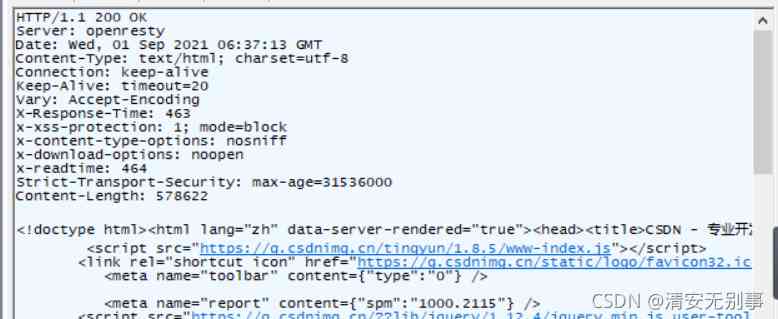 HTTP/1.1 200 OK
Server: openresty
Date: Wed, 01 Sep 2021 06:37:13 GMT
Content-Type: text/html; charset=utf-8
Connection: keep-alive
Keep-Alive: timeout=20
Vary: Accept-Encoding
X-Response-Time: 463
x-xss-protection: 1; mode=block
x-content-type-options: nosniff
x-download-options: noopen
x-readtime: 464
Strict-Transport-Security: max-age=31536000
Content-Length: 578622
<!doctype html><html lang="zh" data-server-rendered="true"><head><title>CSDN - 专业开发
<script src="https://g.csdnimg.cn/tingyun/1.8.5/www-index.js"></script>
<link rel="shortcut icon" href="https://g.csdnimg.cn/static/logo/favicon32.ic
<meta name="toolbar" content={"type":"0"} />
<meta name="report" content={"spm":"1000.2115"} />
<script src="https://g.csdnimg.cn/??lib/jquery/1.12.4/jquery.min.js,user-tool
CSDN @清安无别事